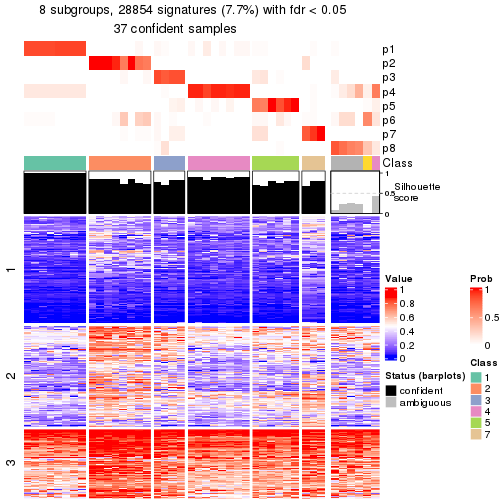 8 subgroups, 28854 signatures (7.7%) with fdr < 0.05
37 confident samples
p1
p2
p3
p4
p5
p6
p7
p8
Class
1
0.5
0
Silhouette
score
1
2
3
Value
1
0.8
0.6
0.4
0.2
0
Prob
1
0.5
0
Status (barplots)
confident
ambiguous
Class
1
2
3
4
5
7